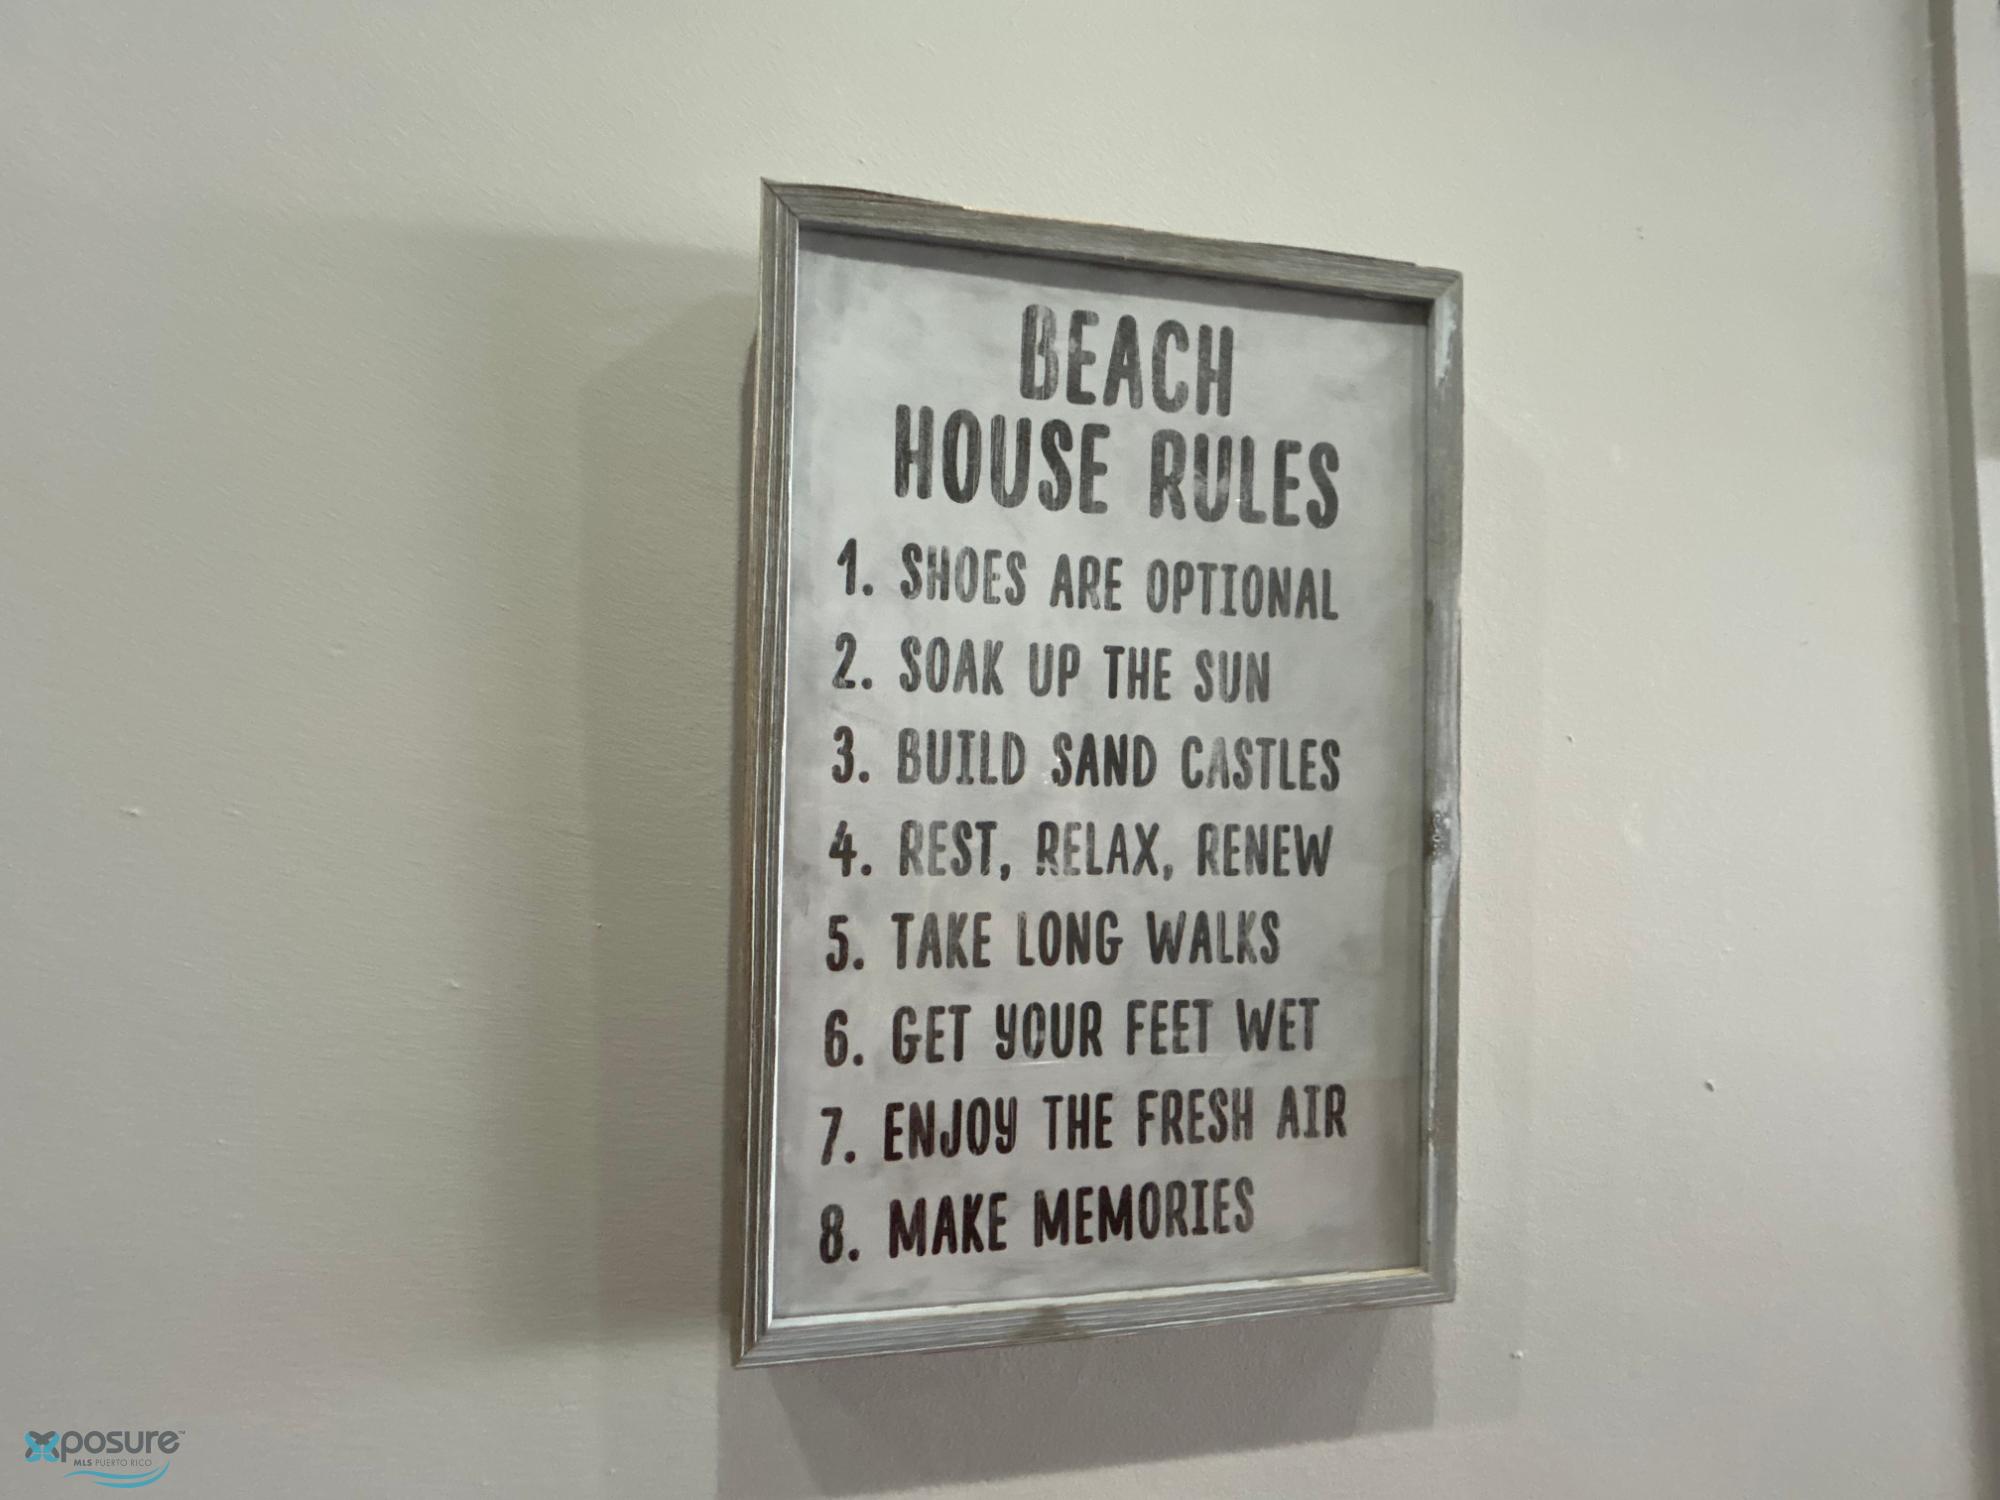 BEACH
HOUSE RULES
1. SHOES ARE OPTIONAL
2. SOAK UP THE SUN
3. BUILD SAND CASTLES
4. REST, RELAX, RENEW
5. TAKE LONG WALKS
6. GET YOUR FEET WET
7. ENJOY THE FRESH AIR
8. MAKE MEMORIES
Xposure™
MLS PUERTO RICO